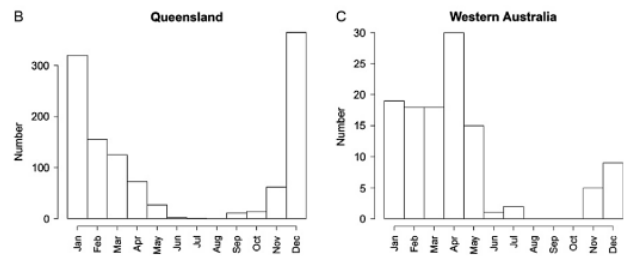 B
Queensland
Number
300
200
100
0
Jan
Feb
Mar
Apr
May
Jun
Jul
Aug
Sep
Oct
Nov
Dec
C
Western Australia
Number
30
25
20
15
10
5
0
Jan
Feb
Mar
Apr
May
Jun
Jul
Aug
Sep
Oct
Nov
Dec